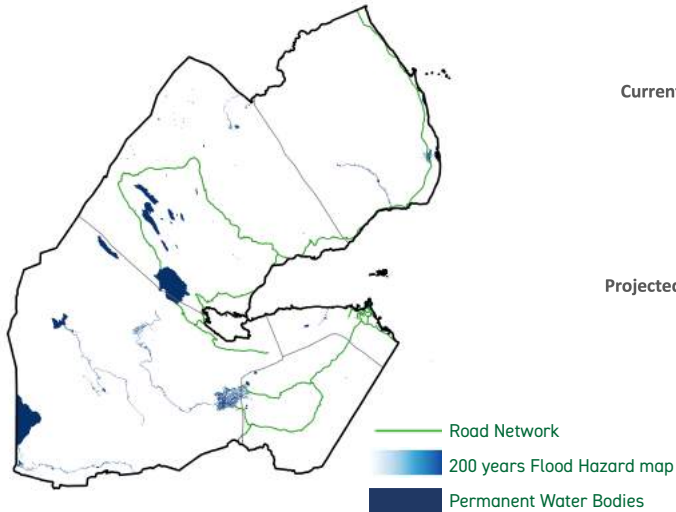 Current
Projected
Road Network
200 years Flood Hazard map
Permanent Water Bodies